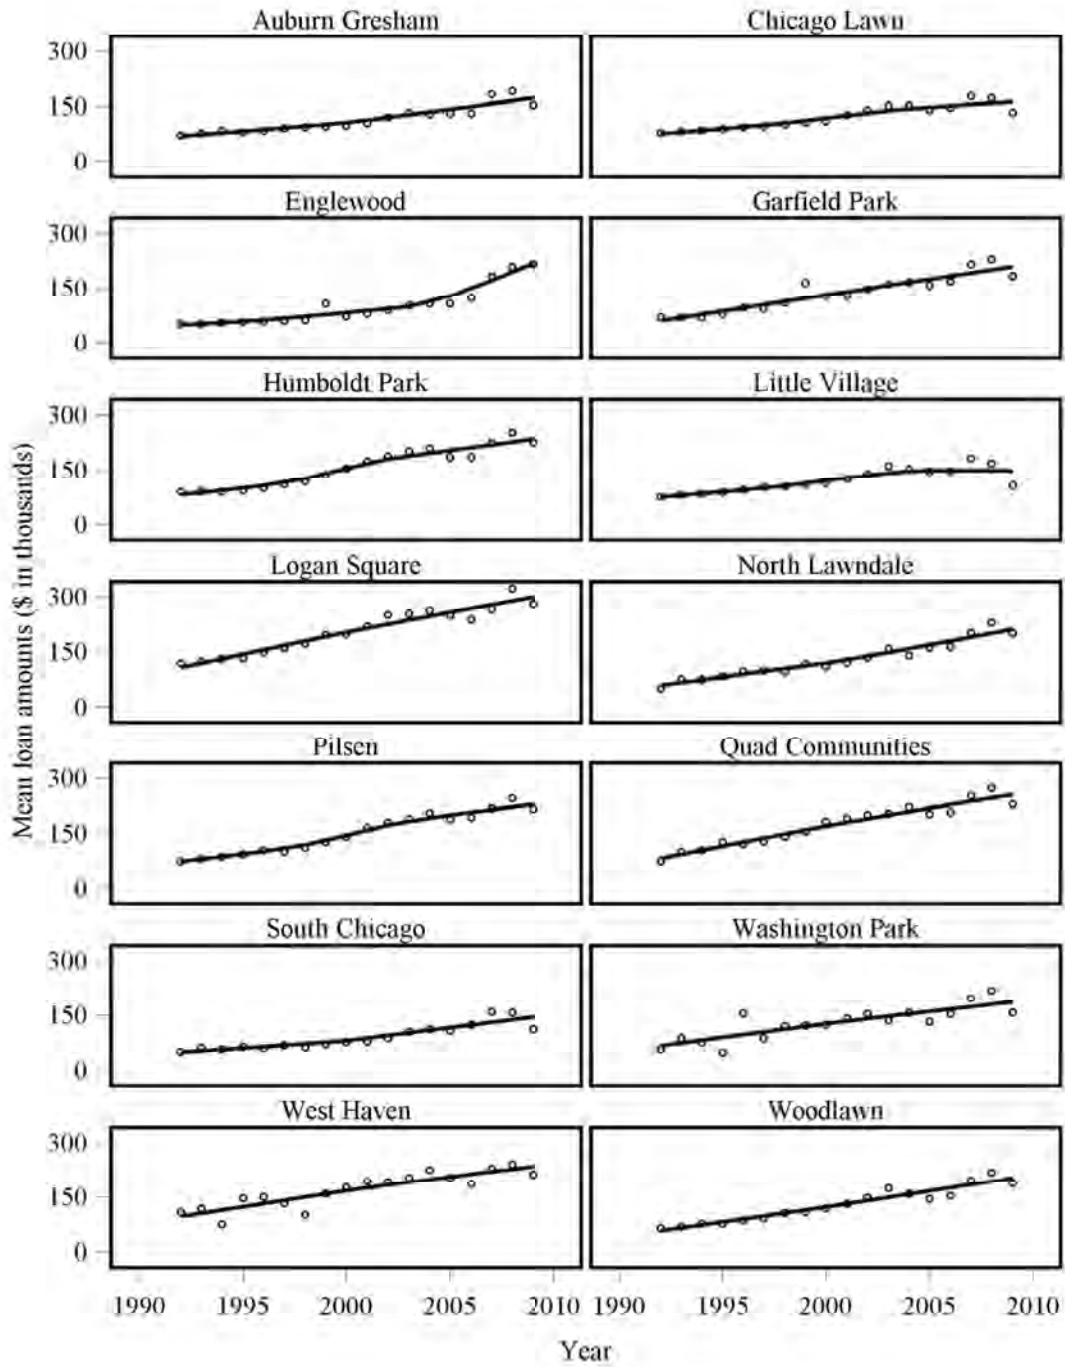 Auburn Gresham
Chicago Lawn
300
150
0
Englewood
Garfield Park
300
150
0
Humboldt Park
Little Village
300
150
0
Logan Square
North Lawndale
300
150
0
Pilsen
Quad Communities
300
150
0
South Chicago
Washington Park
300
150
0
West Haven
Woodlawn
300
150
0
Mean loan amounts ($ in thousands)
1990 1995 2000 2005 2010 1990 1995 2000 2005 2010
Year